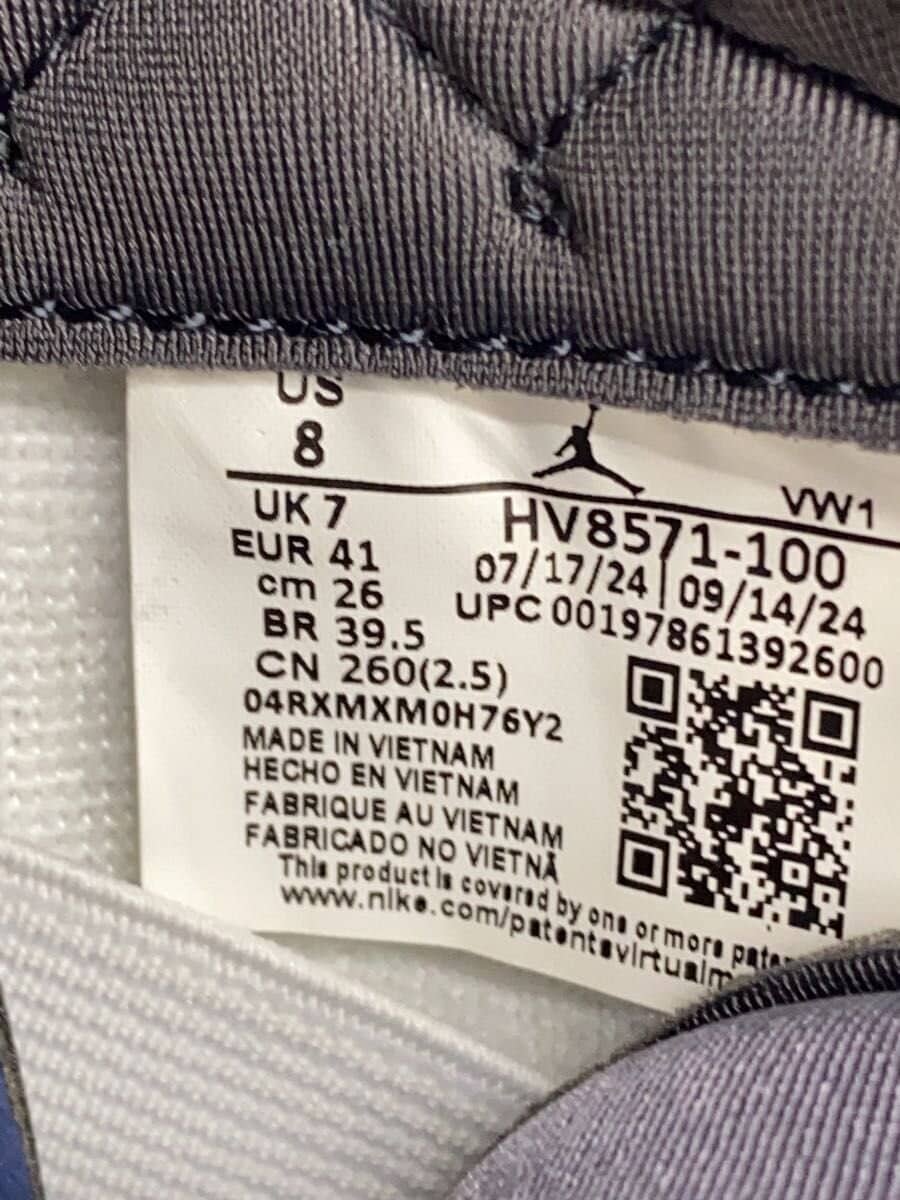 US
8
VW1
UK 7
HV8571-100
EUR 41
07/17/24 | 09/14/24
cm 26
UPC 00197861392600
BR 39.5
CN 260(2.5)
04RXMXM0H76Y2
MADE IN VIETNAM
HECHO EN VIETNAM
FABRIQUE AU VIETNAM
FABRICADO NO VIETNÃ
This product is covered by one or more
www.nike.com/patentsvirtualm